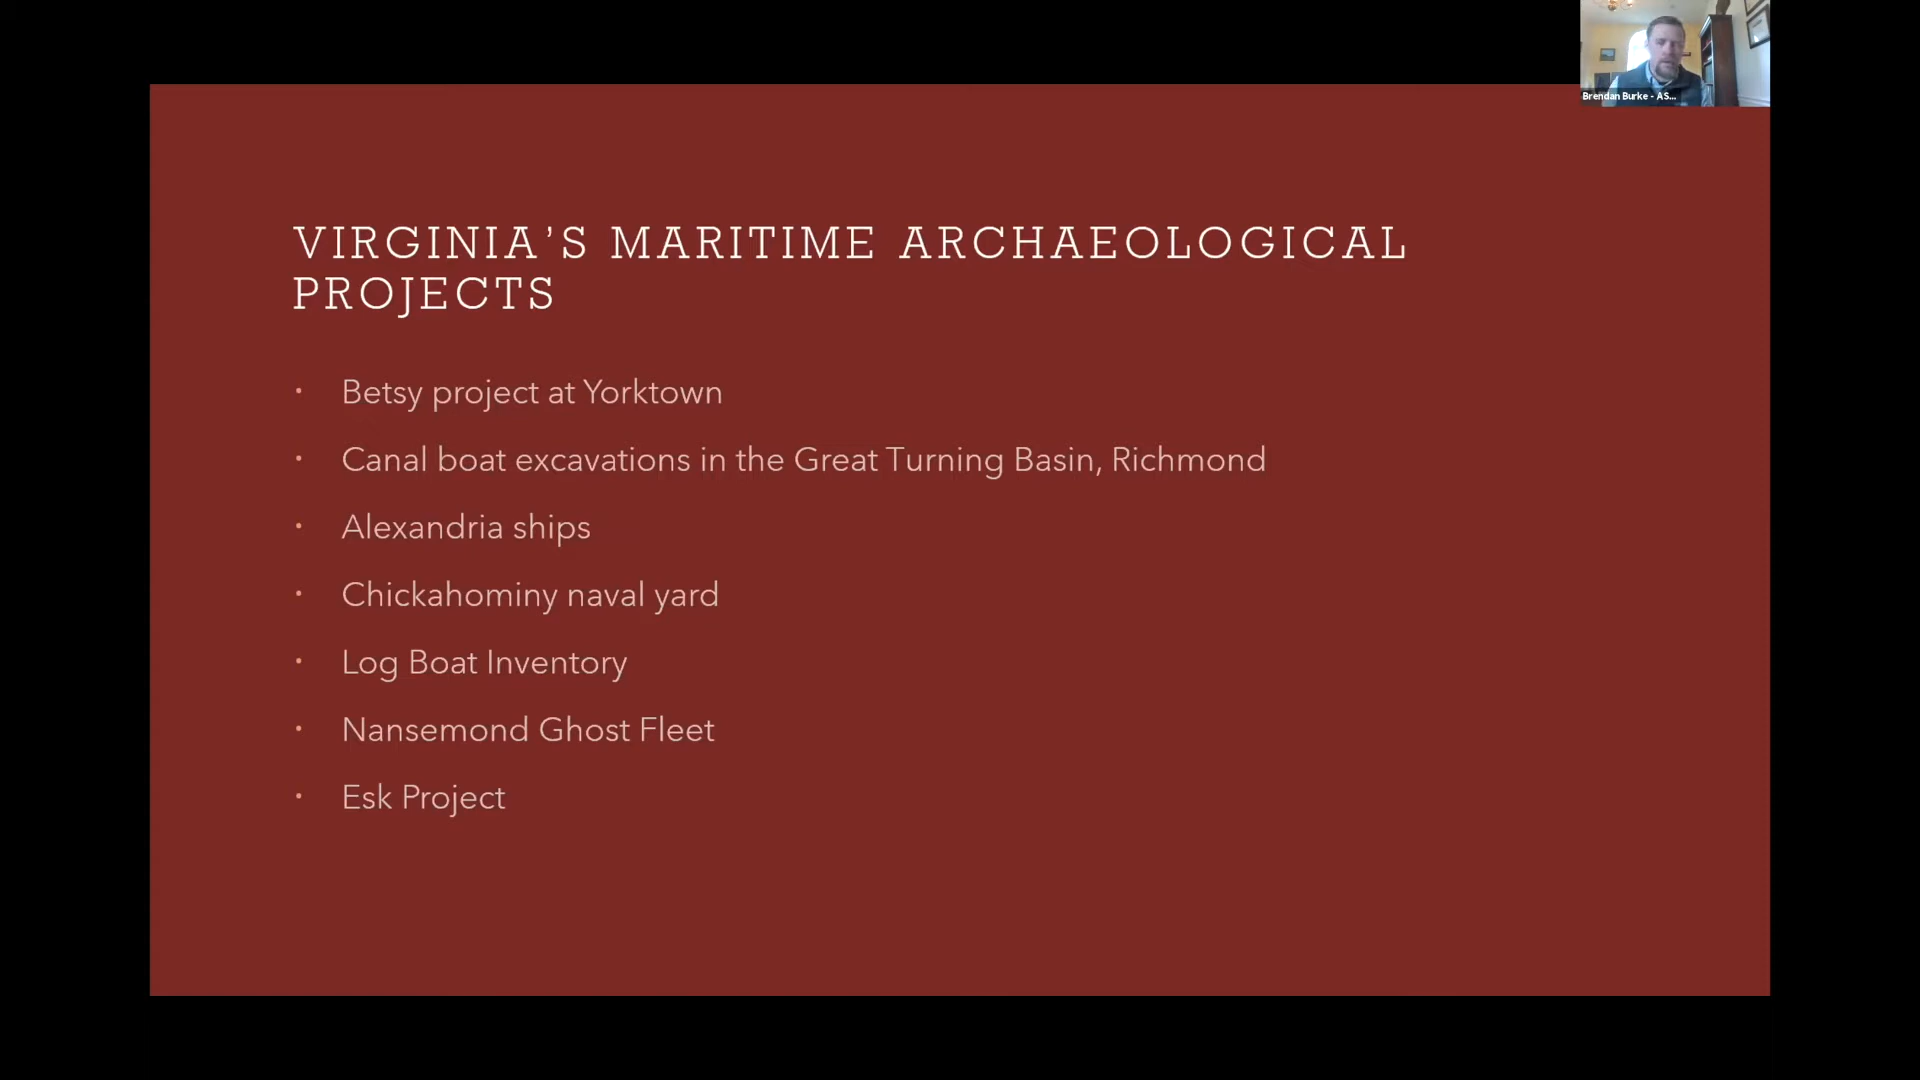 Brendan Burke - AS...
VIRGINIA’S MARITIME ARCHAEOLOGICAL
PROJECTS
• Betsy project at Yorktown
• Canal boat excavations in the Great Turning Basin, Richmond
• Alexandria ships
• Chickahominy naval yard
• Log Boat Inventory
• Nansemond Ghost Fleet
• Esk Project